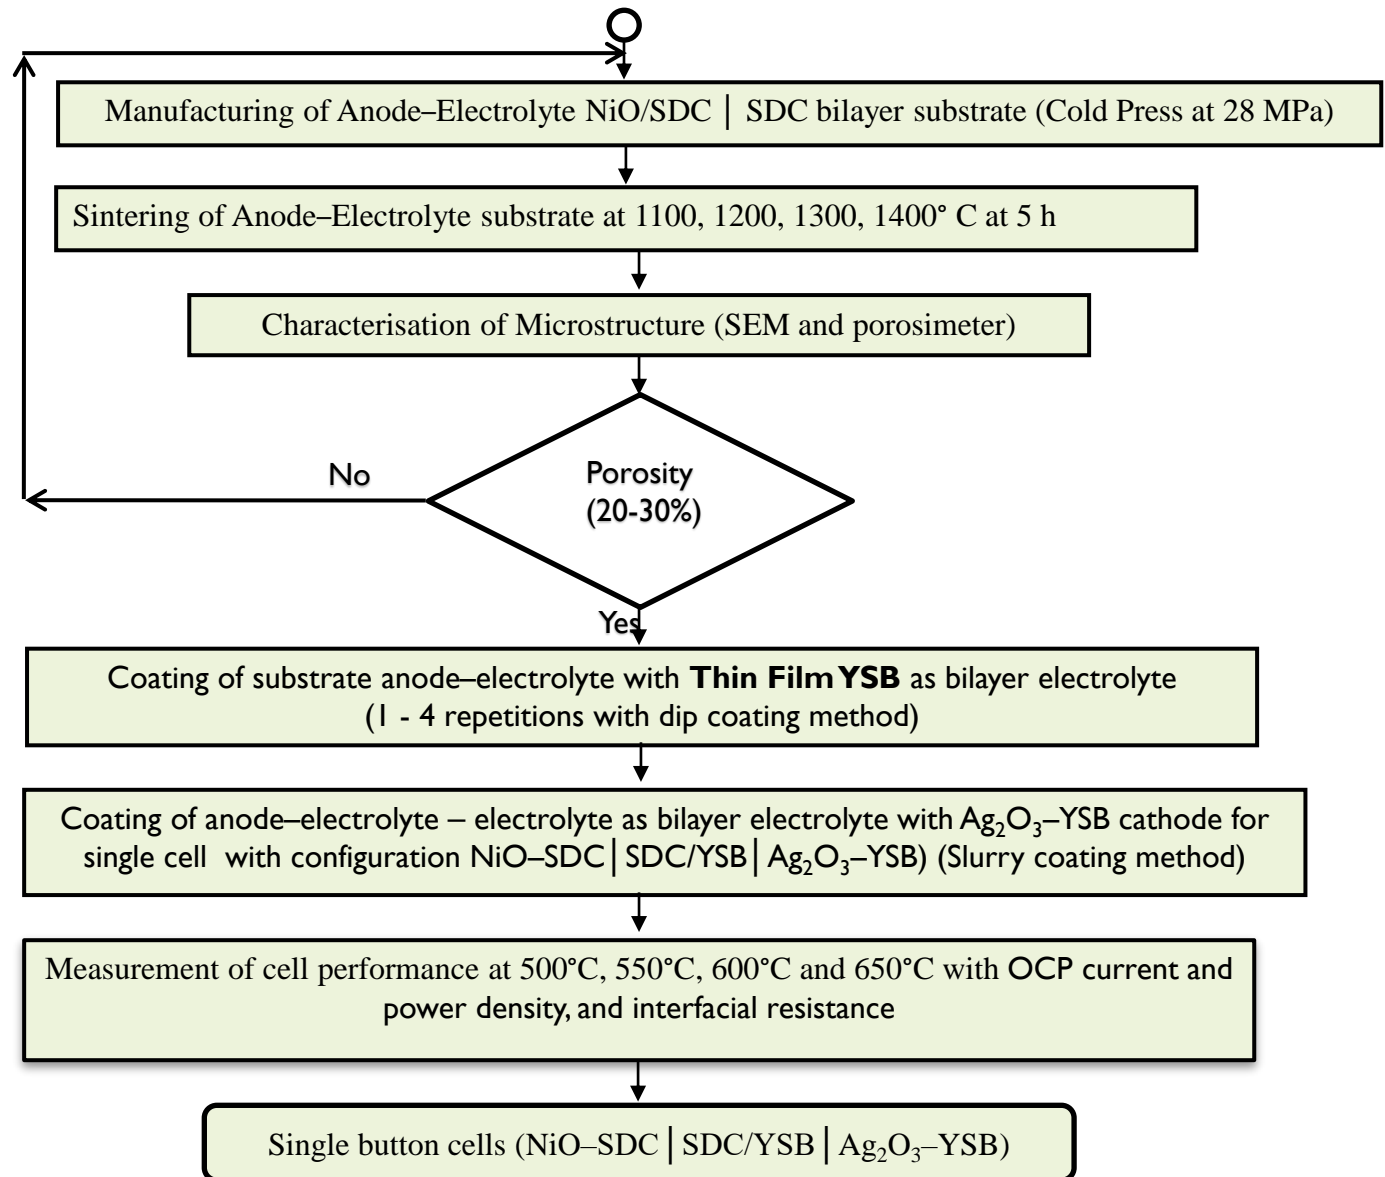 Manufacturing of Anode–Electrolyte NiO/SDC | SDC bilayer substrate (Cold Press at 28 MPa)
Sintering of Anode–Electrolyte substrate at 1100, 1200, 1300, 1400° C at 5 h
Characterisation of Microstructure (SEM and porosimeter)
No
Porosity
(20-30%)
Yes
Coating of substrate anode–electrolyte with Thin Film YSB as bilayer electrolyte
(1 - 4 repetitions with dip coating method)
Coating of anode–electrolyte – electrolyte as bilayer electrolyte with Ag₂O₃–YSB cathode for
single cell with configuration NiO–SDC|SDC/YSB|Ag₂O₃–YSB) (Slurry coating method)
Measurement of cell performance at 500°C, 550°C, 600°C and 650°C with OCP current and
power density, and interfacial resistance
Single button cells (NiO–SDC|SDC/YSB|Ag₂O₃–YSB)